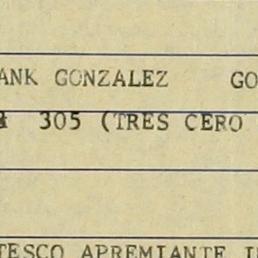 ANK GONZALEZ GO
305 (TRES CERO
TESCO APREMIANTE